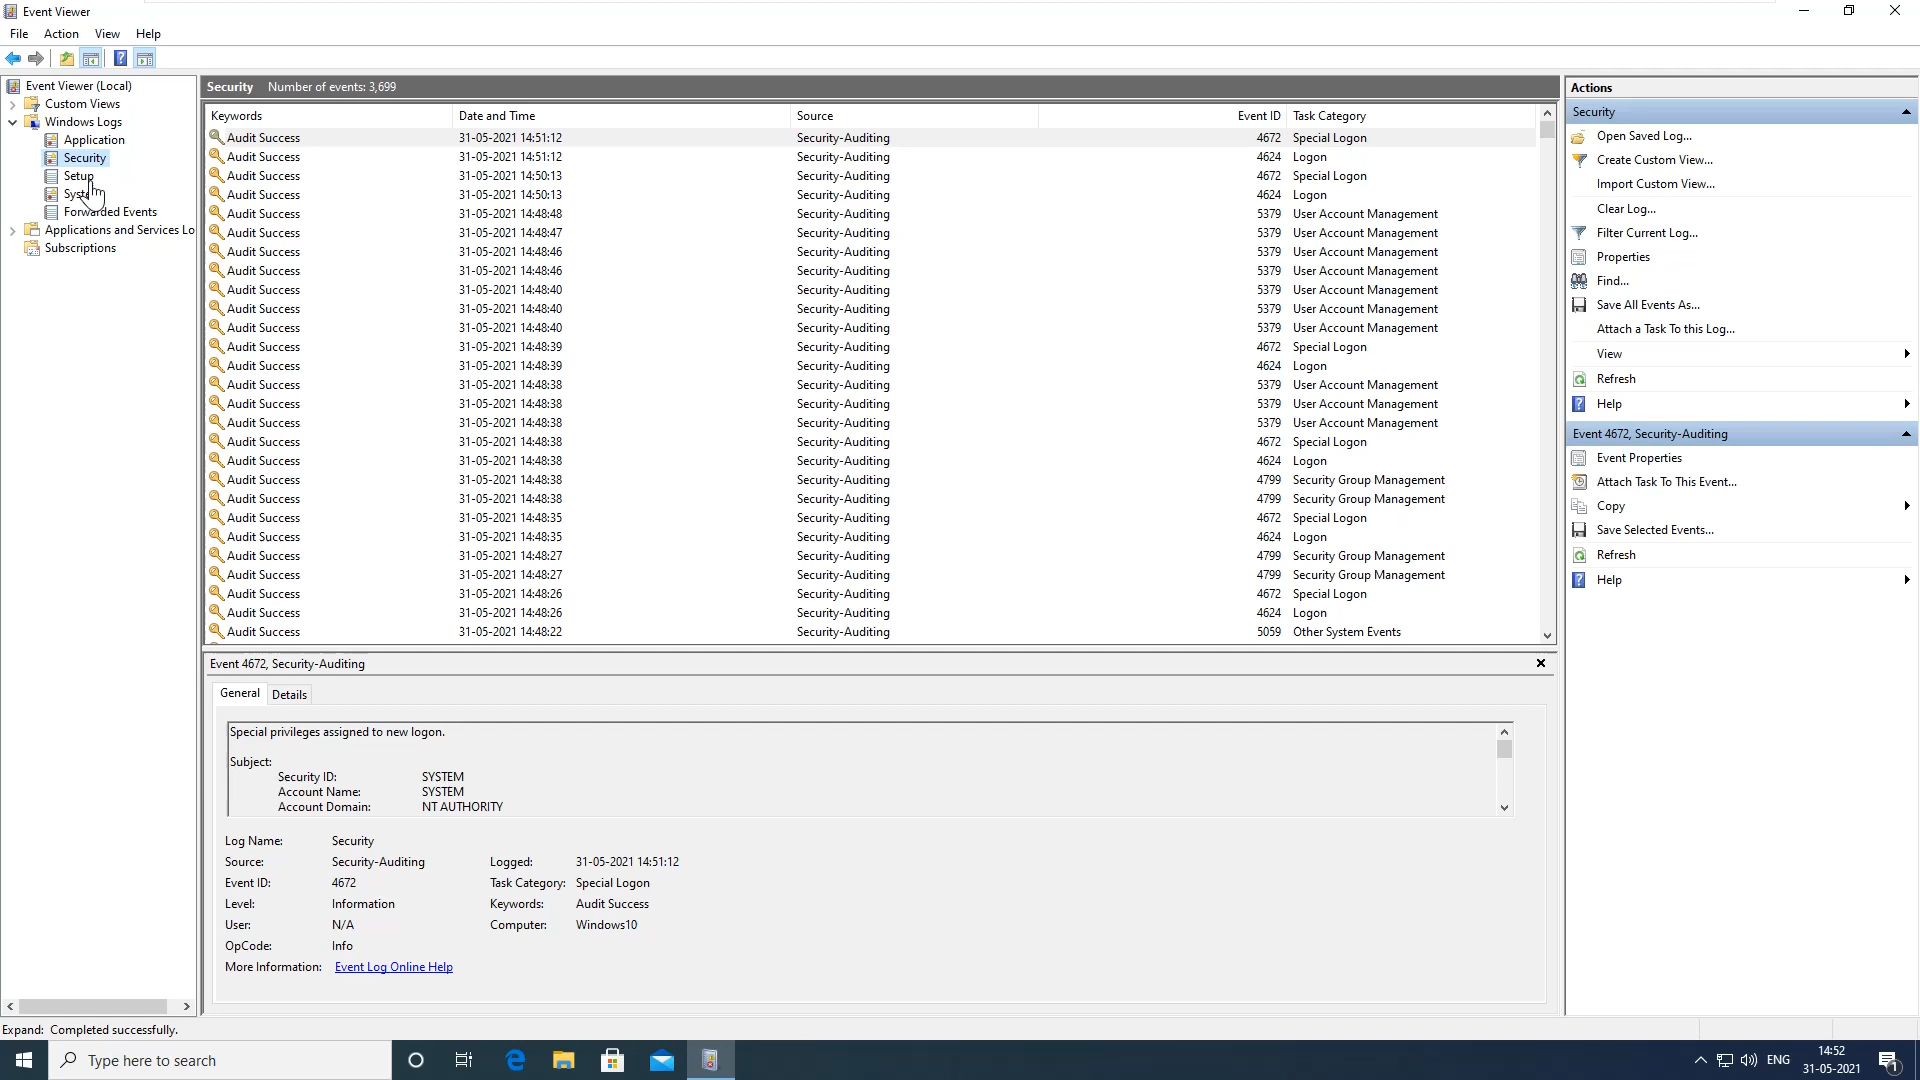 Event Viewer
File Action View Help
Event Viewer (Local)
Custom Views
Windows Logs
Application
Security
Setup
Forwarded Events
Applications and Services Lo
Subscriptions
Security Number of events: 3,699
Keywords Date and Time Source Event ID Task Category
Audit Success 31-05-2021 14:51:12 Security-Auditing 4672 Special Logon
Audit Success 31-05-2021 14:51:12 Security-Auditing 4624 Logon
Audit Success 31-05-2021 14:50:13 Security-Auditing 4672 Special Logon
Audit Success 31-05-2021 14:50:13 Security-Auditing 4624 Logon
Audit Success 31-05-2021 14:48:48 Security-Auditing 5379 User Account Management
Audit Success 31-05-2021 14:48:47 Security-Auditing 5379 User Account Management
Audit Success 31-05-2021 14:48:46 Security-Auditing 5379 User Account Management
Audit Success 31-05-2021 14:48:46 Security-Auditing 5379 User Account Management
Audit Success 31-05-2021 14:48:40 Security-Auditing 5379 User Account Management
Audit Success 31-05-2021 14:48:40 Security-Auditing 5379 User Account Management
Audit Success 31-05-2021 14:48:40 Security-Auditing 5379 User Account Management
Audit Success 31-05-2021 14:48:39 Security-Auditing 4672 Special Logon
Audit Success 31-05-2021 14:48:39 Security-Auditing 4624 Logon
Audit Success 31-05-2021 14:48:38 Security-Auditing 5379 User Account Management
Audit Success 31-05-2021 14:48:38 Security-Auditing 5379 User Account Management
Audit Success 31-05-2021 14:48:38 Security-Auditing 5379 User Account Management
Audit Success 31-05-2021 14:48:38 Security-Auditing 4672 Special Logon
Audit Success 31-05-2021 14:48:38 Security-Auditing 4624 Logon
Audit Success 31-05-2021 14:48:38 Security-Auditing 4799 Security Group Management
Audit Success 31-05-2021 14:48:38 Security-Auditing 4799 Security Group Management
Audit Success 31-05-2021 14:48:35 Security-Auditing 4672 Special Logon
Audit Success 31-05-2021 14:48:35 Security-Auditing 4624 Logon
Audit Success 31-05-2021 14:48:27 Security-Auditing 4799 Security Group Management
Audit Success 31-05-2021 14:48:27 Security-Auditing 4799 Security Group Management
Audit Success 31-05-2021 14:48:26 Security-Auditing 4672 Special Logon
Audit Success 31-05-2021 14:48:26 Security-Auditing 4624 Logon
Audit Success 31-05-2021 14:48:22 Security-Auditing 5059 Other System Events
Event 4672, Security-Auditing
General Details
Special privileges assigned to new logon.
Subject:
Security ID: SYSTEM
Account Name: SYSTEM
Account Domain: NT AUTHORITY
Log Name: Security
Source: Security-Auditing Logged: 31-05-2021 14:51:12
Event ID: 4672 Task Category: Special Logon
Level: Information Keywords: Audit Success
User: N/A Computer: Windows10
OpCode: Info
More Information: Event Log Online Help
Actions
Security
Open Saved Log...
Create Custom View...
Import Custom View...
Clear Log...
Filter Current Log...
Properties
Find...
Save All Events As...
Attach a Task To this Log...
View
Refresh
Help
Event 4672, Security-Auditing
Event Properties
Attach Task To This Event...
Copy
Save Selected Events...
Refresh
Help
Expand: Completed successfully.
Type here to search
ENG
14:52
31-05-2021
1